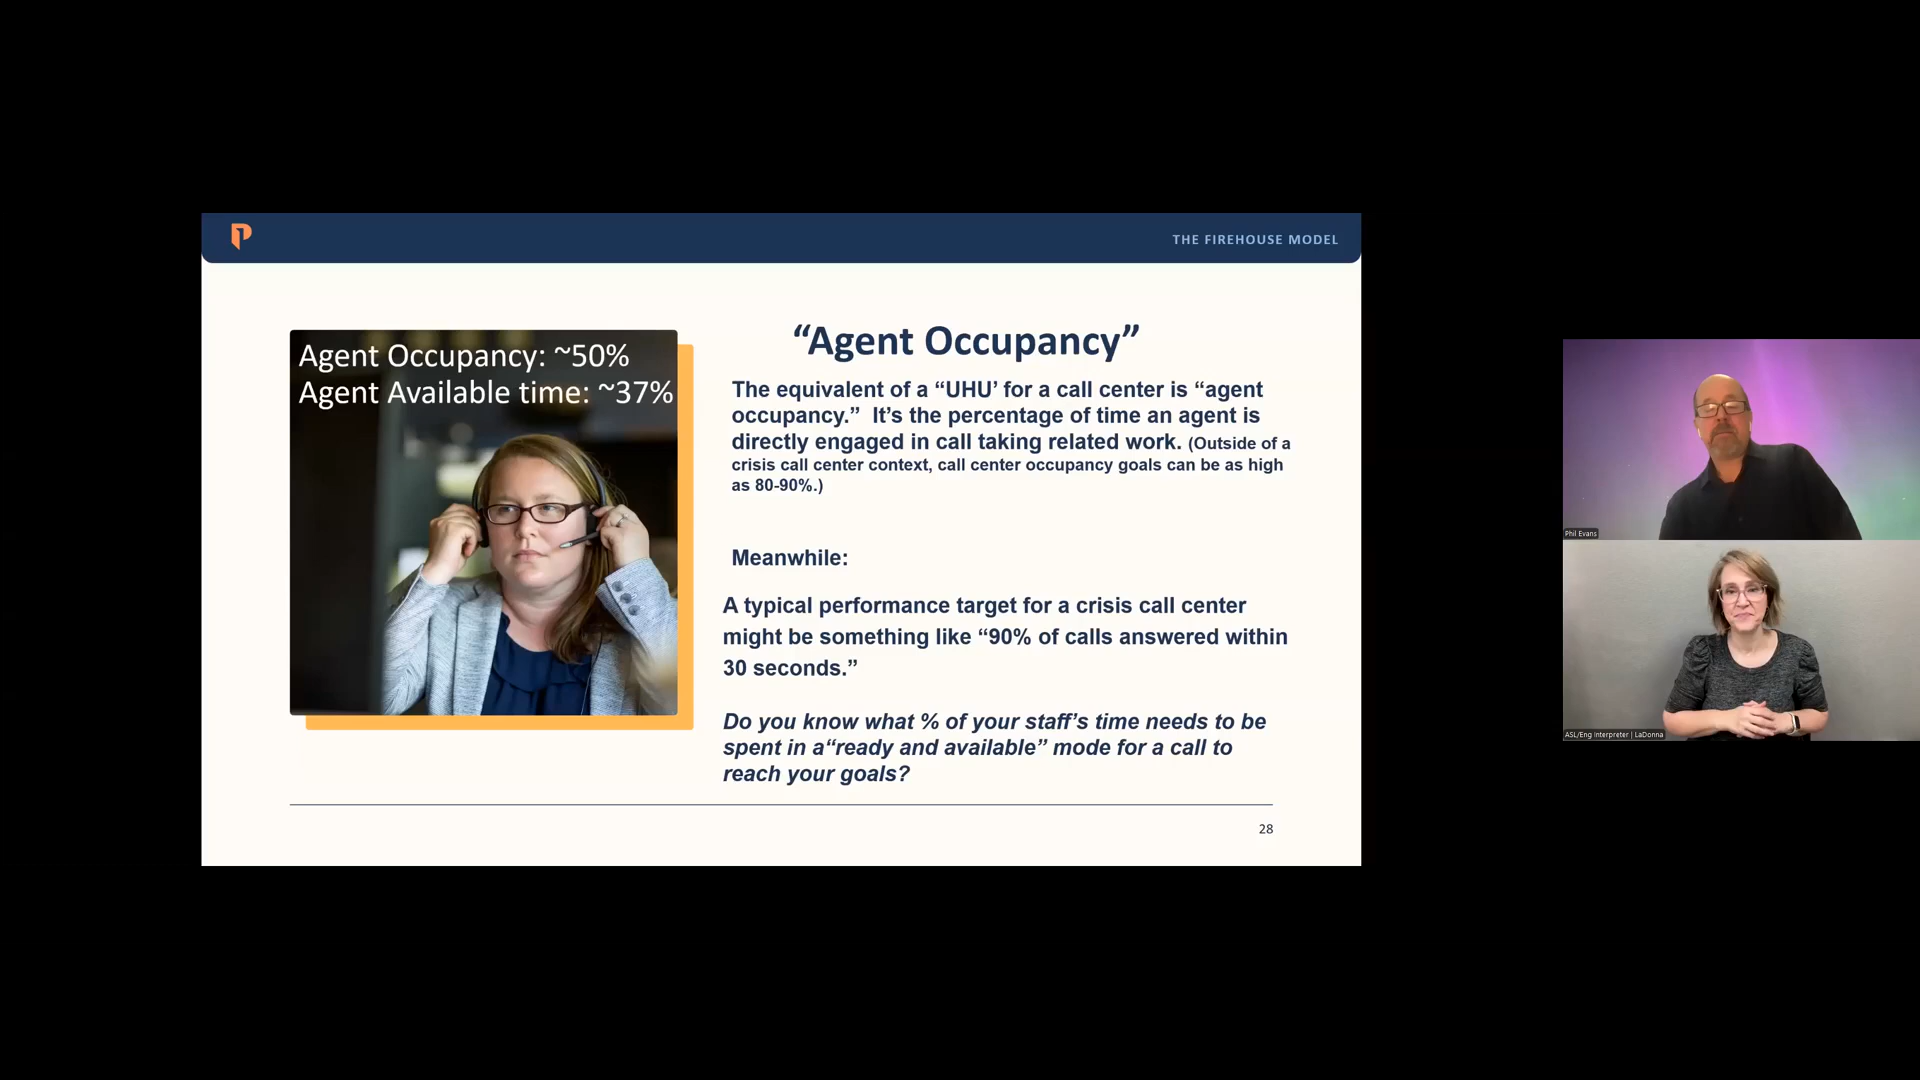 THE FIREHOUSE MODEL
Agent Occupancy: ~50%
Agent Available time: ~37%
“Agent Occupancy”
The equivalent of a “UHU’ for a call center is “agent
occupancy.”  It’s the percentage of time an agent is
directly engaged in call taking related work. (Outside of a
crisis call center context, call center occupancy goals can be as high
as 80-90%.)
Meanwhile:
A typical performance target for a crisis call center
might be something like “90% of calls answered within
30 seconds.”
Do you know what % of your staff’s time needs to be
spent in a“ready and available” mode for a call to
reach your goals?
28
Phil Evans
ASL/Eng Interpreter | LaDonna